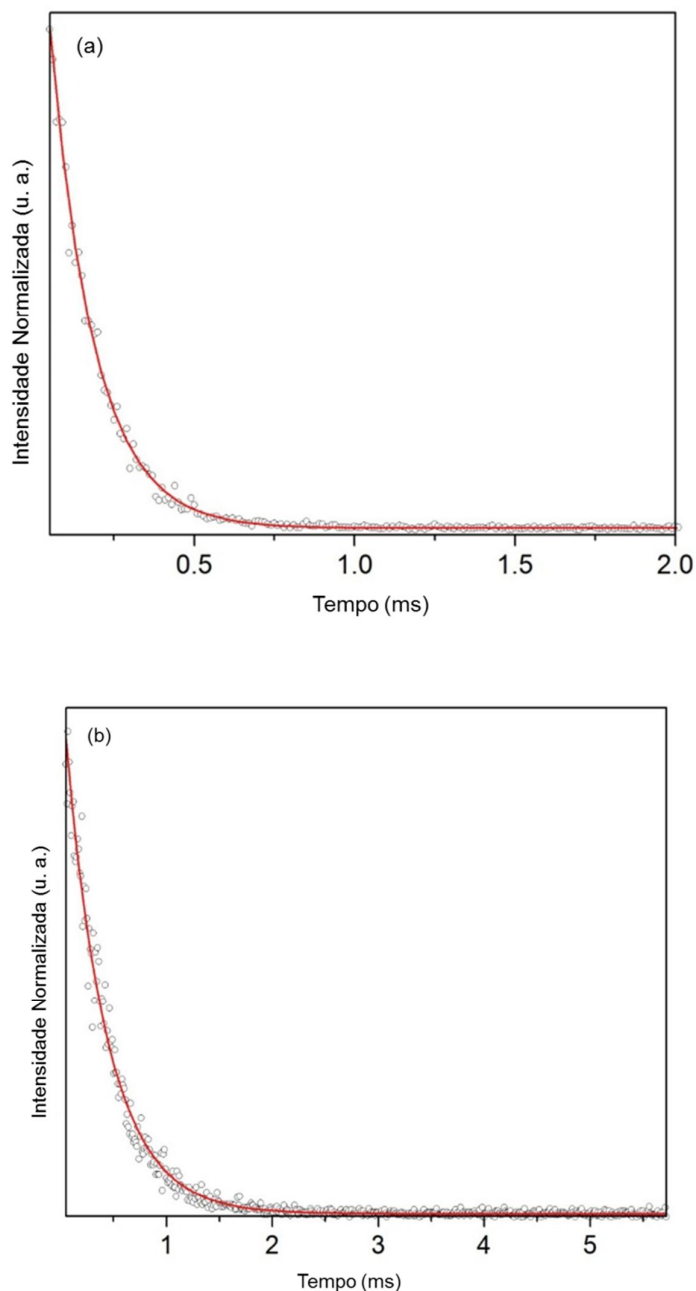 (a)
Intensidade Normalizada (u. a.)
0.5 1.0 1.5 2.0
Tempo (ms)
(b)
Intensidade Normalizada (u. a.)
1 2 3 4 5
Tempo (ms)